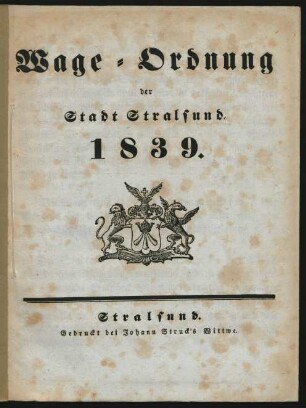 Wage-Ordnung
der
Stadt Stralsund.
1839.
Stralsund.
Gedruckt bei Johann Struck's Wittwe.